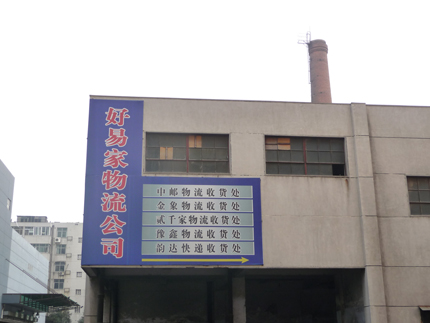 好易家物流公司
中邮物流收货处
金象物流收货处
贰千家物流收货处
豫鑫物流收货处
韵达快递收货处